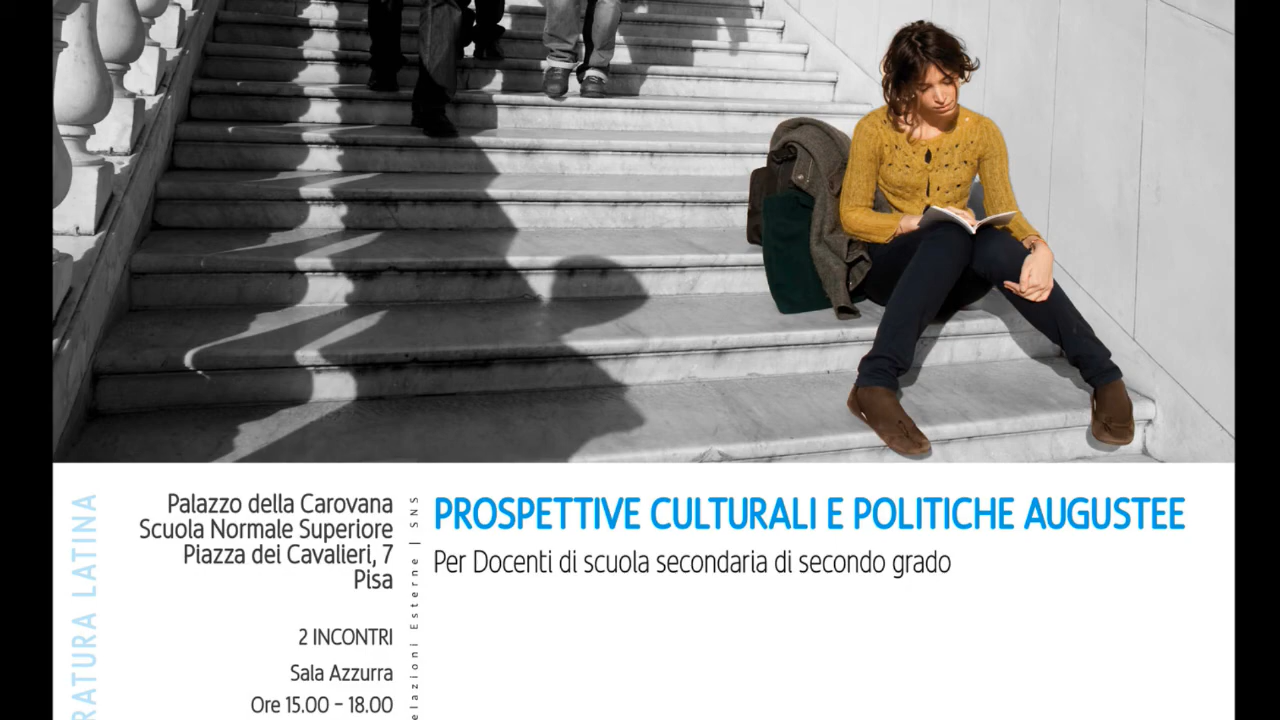 RATURA LATINA
Palazzo della Carovana
Scuola Normale Superiore
Piazza dei Cavalieri, 7
Pisa
2 INCONTRI
Sala Azzurra
Ore 15.00 – 18.00
elazioni Esterne | SNS
PROSPETTIVE CULTURALI E POLITICHE AUGUSTEE
Per Docenti di scuola secondaria di secondo grado